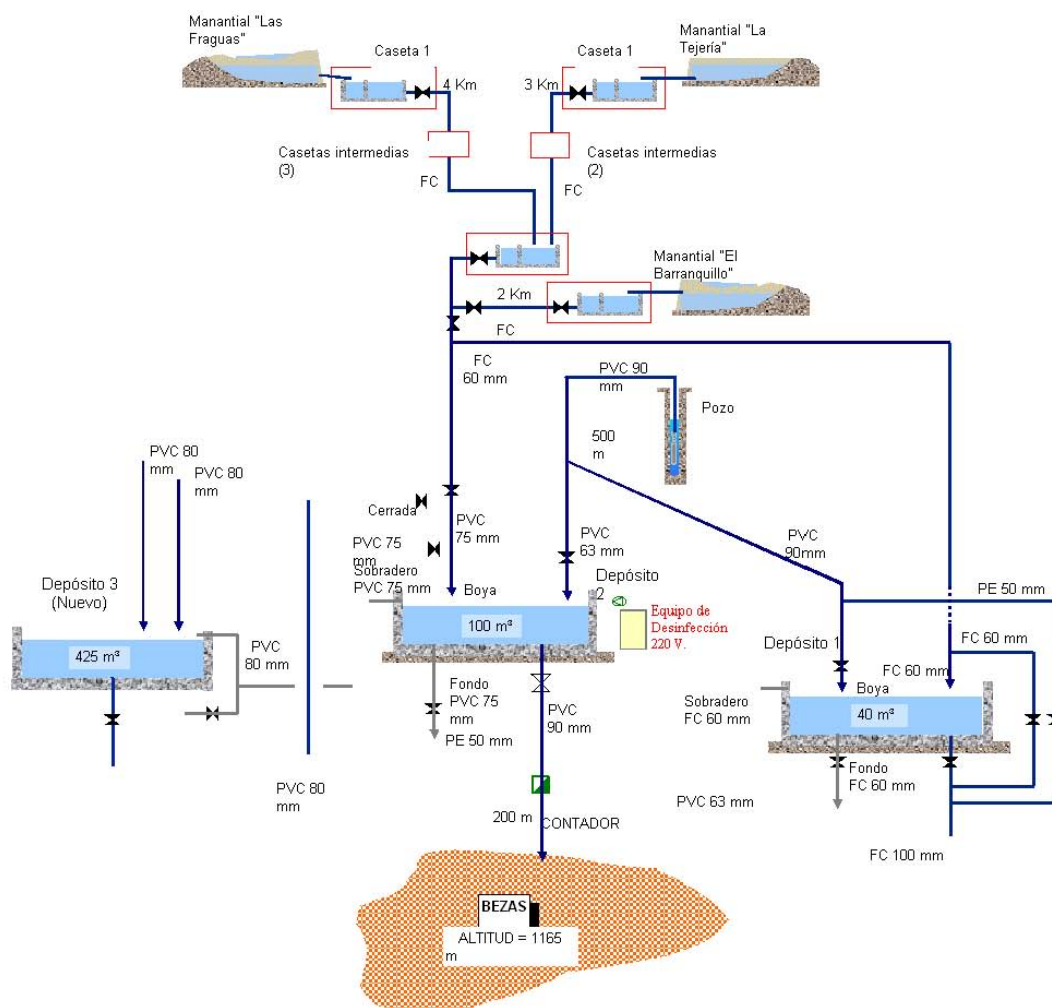 Manantial "Las
Fraguas"
Caseta 1
4 Km
Caseta 1
3 Km
Manantial "La
Tejería"
Casetas intermedias
(3)
FC
Casetas intermedias
(2)
FC
Manantial "El
Barranquillo"
2 Km
FC
FC
60 mm
PVC 90
mm
Pozo
500
m
PVC 80
mm
PVC 80
mm
Cerrada
PVC
75 mm
PVC 75
mm
Sobradero
PVC 75 mm
Boya
PVC
63 mm
Depósito
2
PVC
90mm
PE 50 mm
Depósito 3
(Nuevo)
425 m³
PVC
80 mm
100 m³
Equipo de
Desinfección
220 V.
Depósito 1
FC 60 mm
FC 60 mm
Boya
Sobradero
FC 60 mm
40 m³
Fondo
PVC 75
mm
PE 50 mm
PVC
90 mm
Fondo
FC 60 mm
PVC 80
mm
PVC 63 mm
200 m
CONTADOR
FC 100 mm
BEZAS
ALTITUD = 1165
m